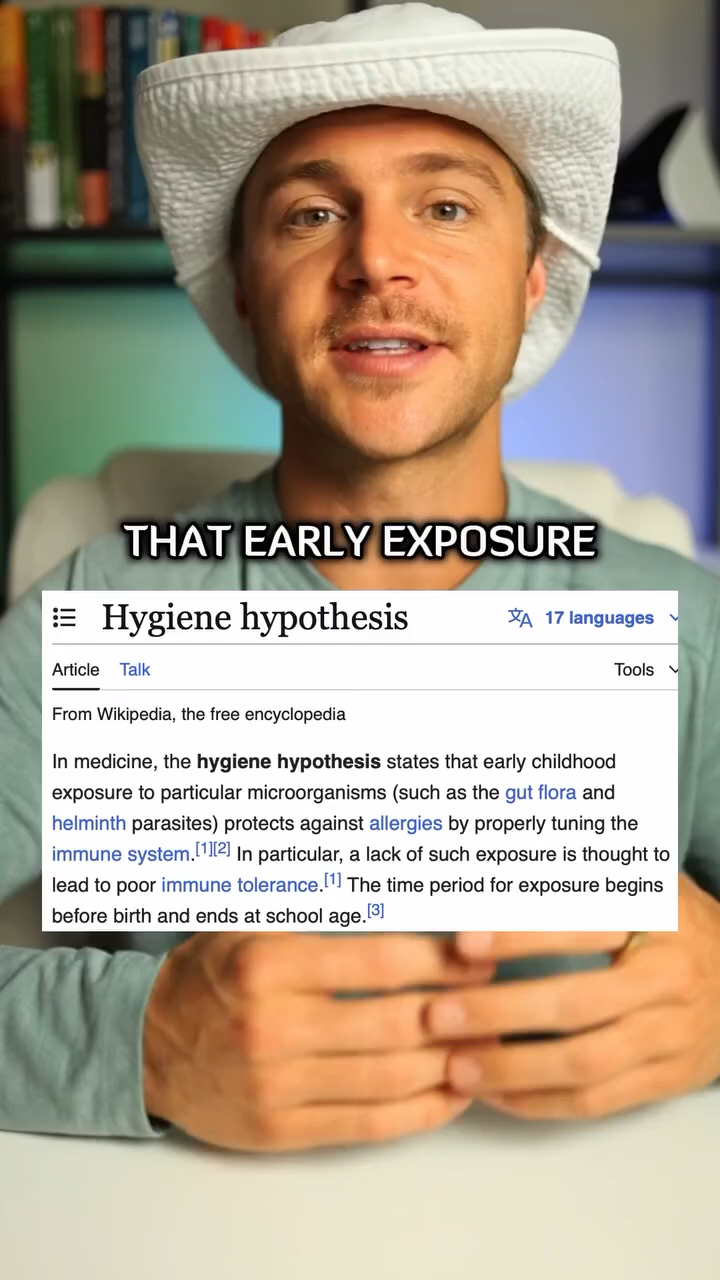 THAT EARLY EXPOSURE
Hygiene hypothesis
17 languages
Article Talk
Tools
From Wikipedia, the free encyclopedia
In medicine, the hygiene hypothesis states that early childhood
exposure to particular microorganisms (such as the gut flora and
helminth parasites) protects against allergies by properly tuning the
immune system.[1][2] In particular, a lack of such exposure is thought to
lead to poor immune tolerance.[1] The time period for exposure begins
before birth and ends at school age.[3]